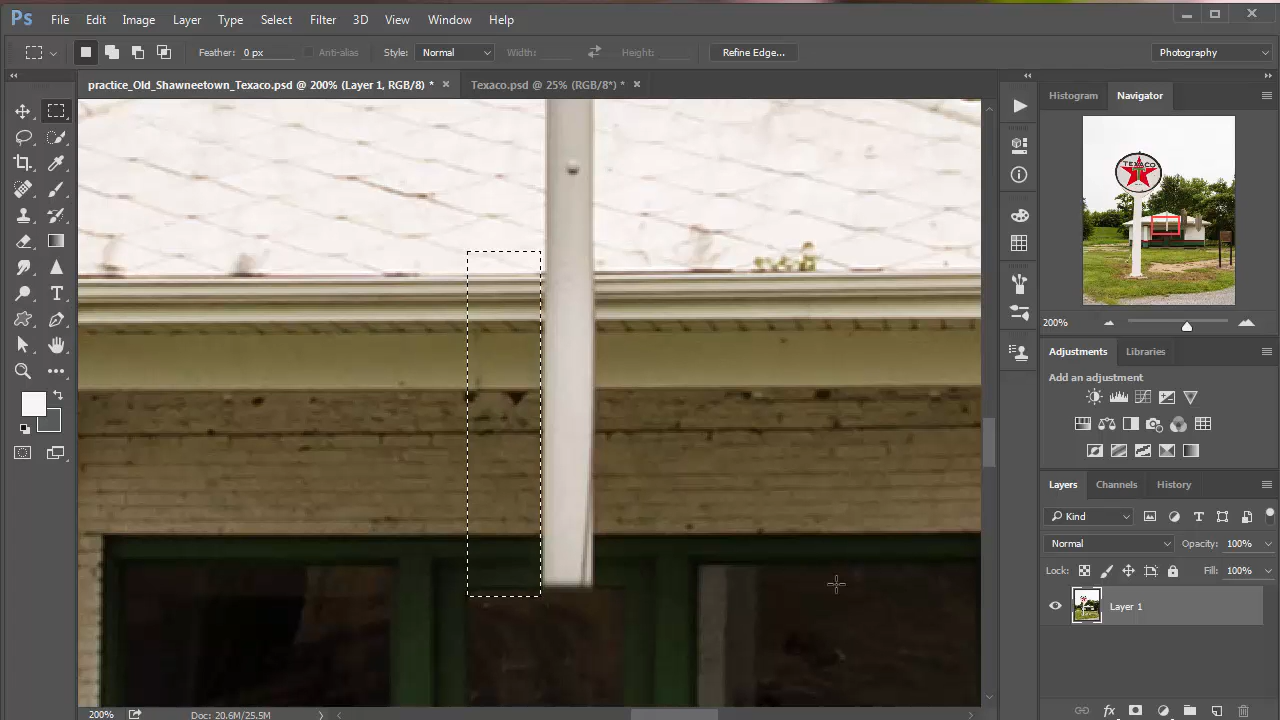 Ps File Edit Image Layer Type Select Filter 3D View Window Help
Feather: 0 px Anti-alias Style: Normal Width: Height: Refine Edge... Photography
practice_Old_Shawneetown_Texaco.psd @ 200% (Layer 1, RGB/8) * × Texaco.psd @ 25% (RGB/8*) * ×
Histogram Navigator
TEXACO
200%
Adjustments Libraries
Add an adjustment
Layers Channels History
Kind
Normal Opacity: 100%
Lock: Fill: 100%
Layer 1
200% Doc: 20.6M/25.5M